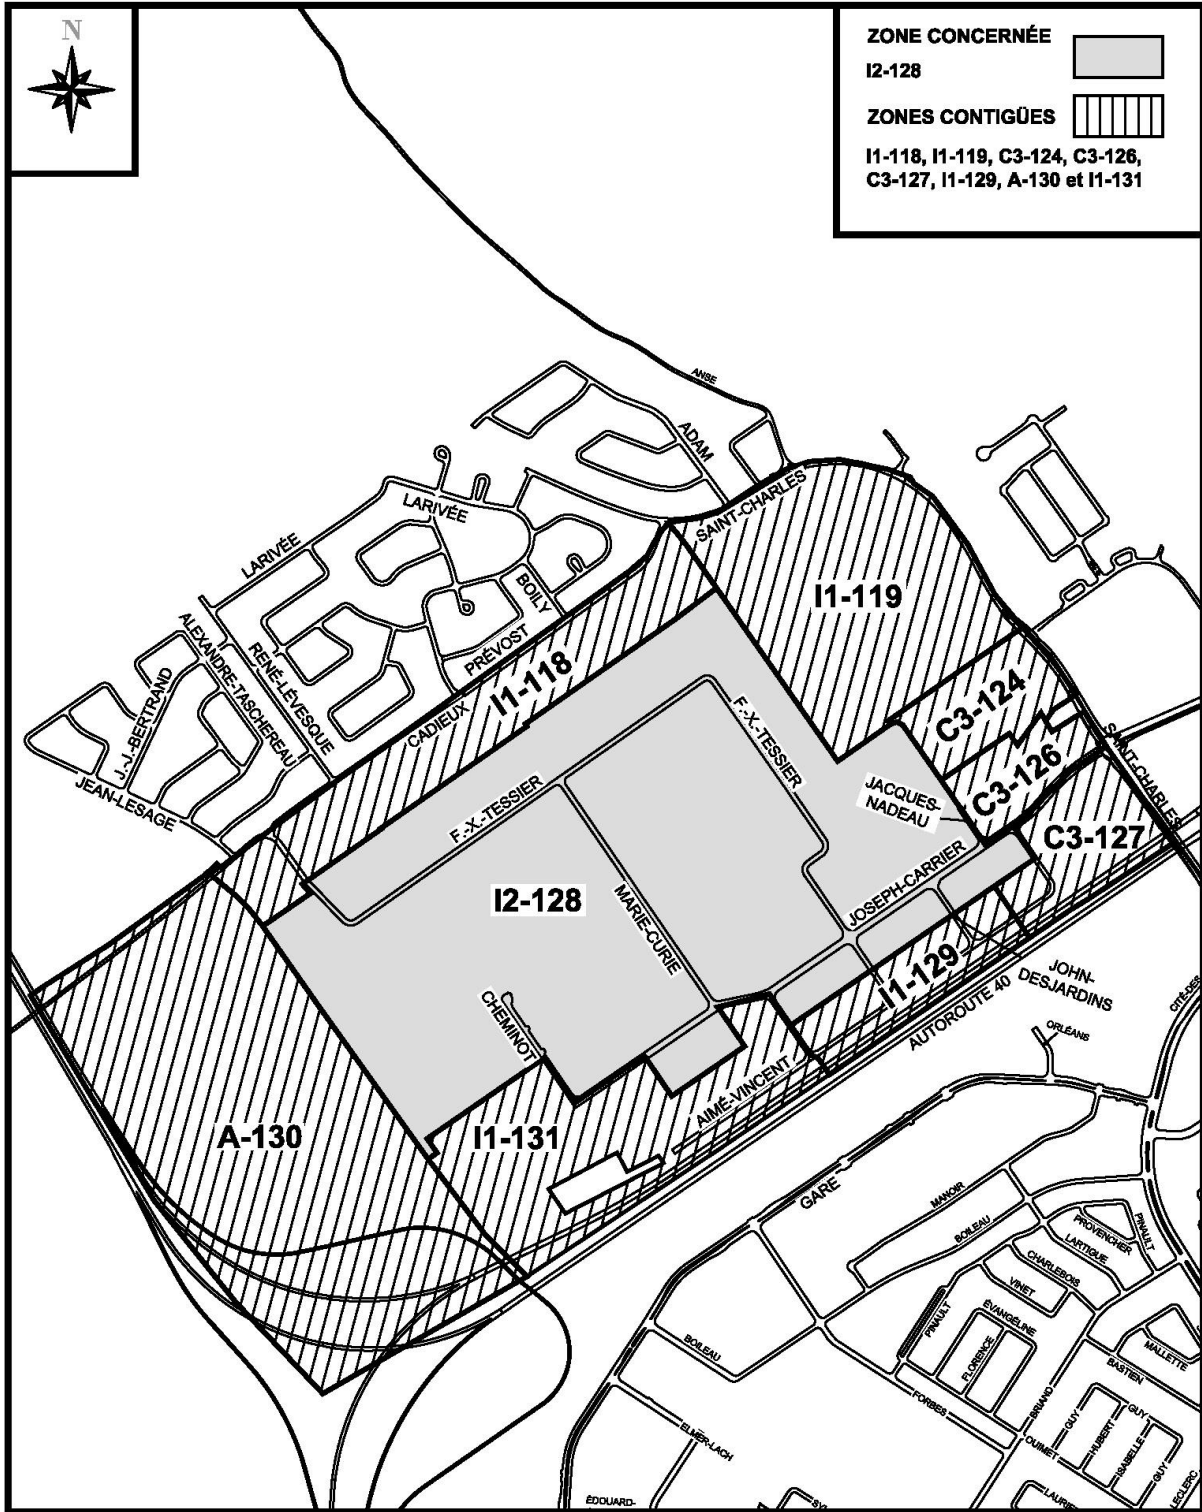 N
ZONE CONCERNÉE
I2-128
ZONES CONTIGÜES
I1-118, I1-119, C3-124, C3-126,
C3-127, I1-129, A-130 et I1-131
ANSE
ADAM
SAINT-CHARLES
LARIVÉE
LARIVÉE
BOILY
PRÉVOST
ALEXANDRE-TASCHEREAU
RENÉ-LÉVESQUE
J.-J.-BERTRAND
JEAN-LESAGE
CADIEUX
I1-118
I1-119
C3-124
C3-126
SAINT-CHARLES
C3-127
F.-X.-TESSIER
F.-X.-TESSIER
JACQUES-
NADEAU
JOSEPH-CARRIER
I2-128
MARIE-CURIE
CHEMINOT
I1-129
JOHN-
DESJARDINS
AUTOROUTE 40
ORLÉANS
CITÉ-DES
AIMÉ-VINCENT
A-130
I1-131
GARE
MANOIR
BOILEAU
PROVENCHER
PINAULT
LARTIGUE
CHARLEBOIS
VINET
ÉVANGÉLINE
PINAULT
FLORENCE
BOILEAU
MALLETTE
BASTIEN
BRIAND
FORBES
OUIMET
GUY
HUBERT
ISABELLE
GUY
GUY
LECLERC
ELMER-LACH
ÉDOUARD-
LAURIE